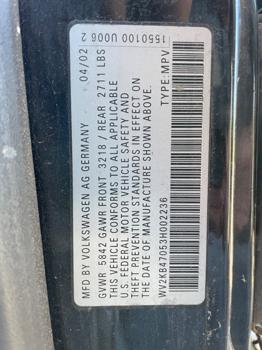 11550100 U006 2
MFD BY VOLKSWAGEN AG GERMANY 04/02
GVWR 5842 GAWR FRONT 3218 / REAR 2711 LBS
THIS VEHICLE CONFORMS TO ALL APPLICABLE
U.S. FEDERAL MOTOR VEHICLE SAFETY AND
THEFT PREVENTION STANDARDS IN EFFECT ON
THE DATE OF MANUFACTURE SHOWN ABOVE.
WV2KB47053H002236 TYPE: MPV